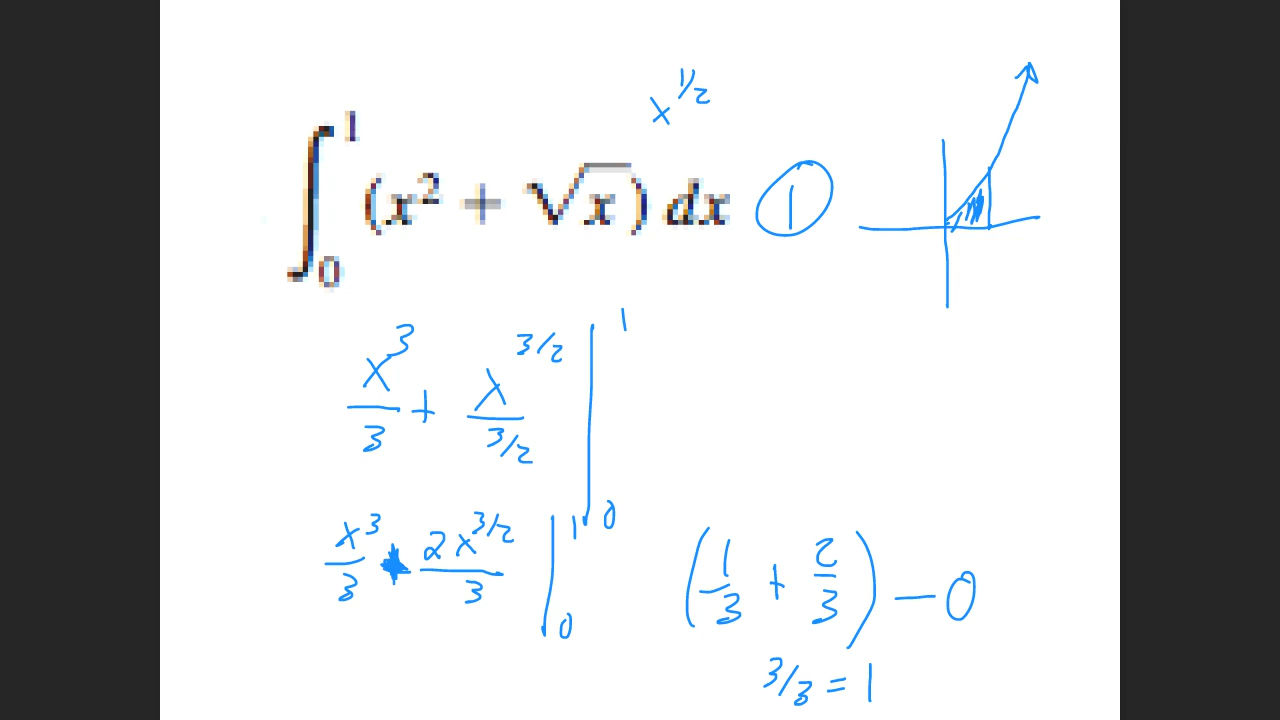 x^1/2
∫₀¹ (x² + √x) dx ①
x³/3 + x^3/2 / 3/2 |₀¹
x³/3 + 2x^3/2 / 3 |₀¹ (1/3 + 2/3) − 0
3/3 = 1